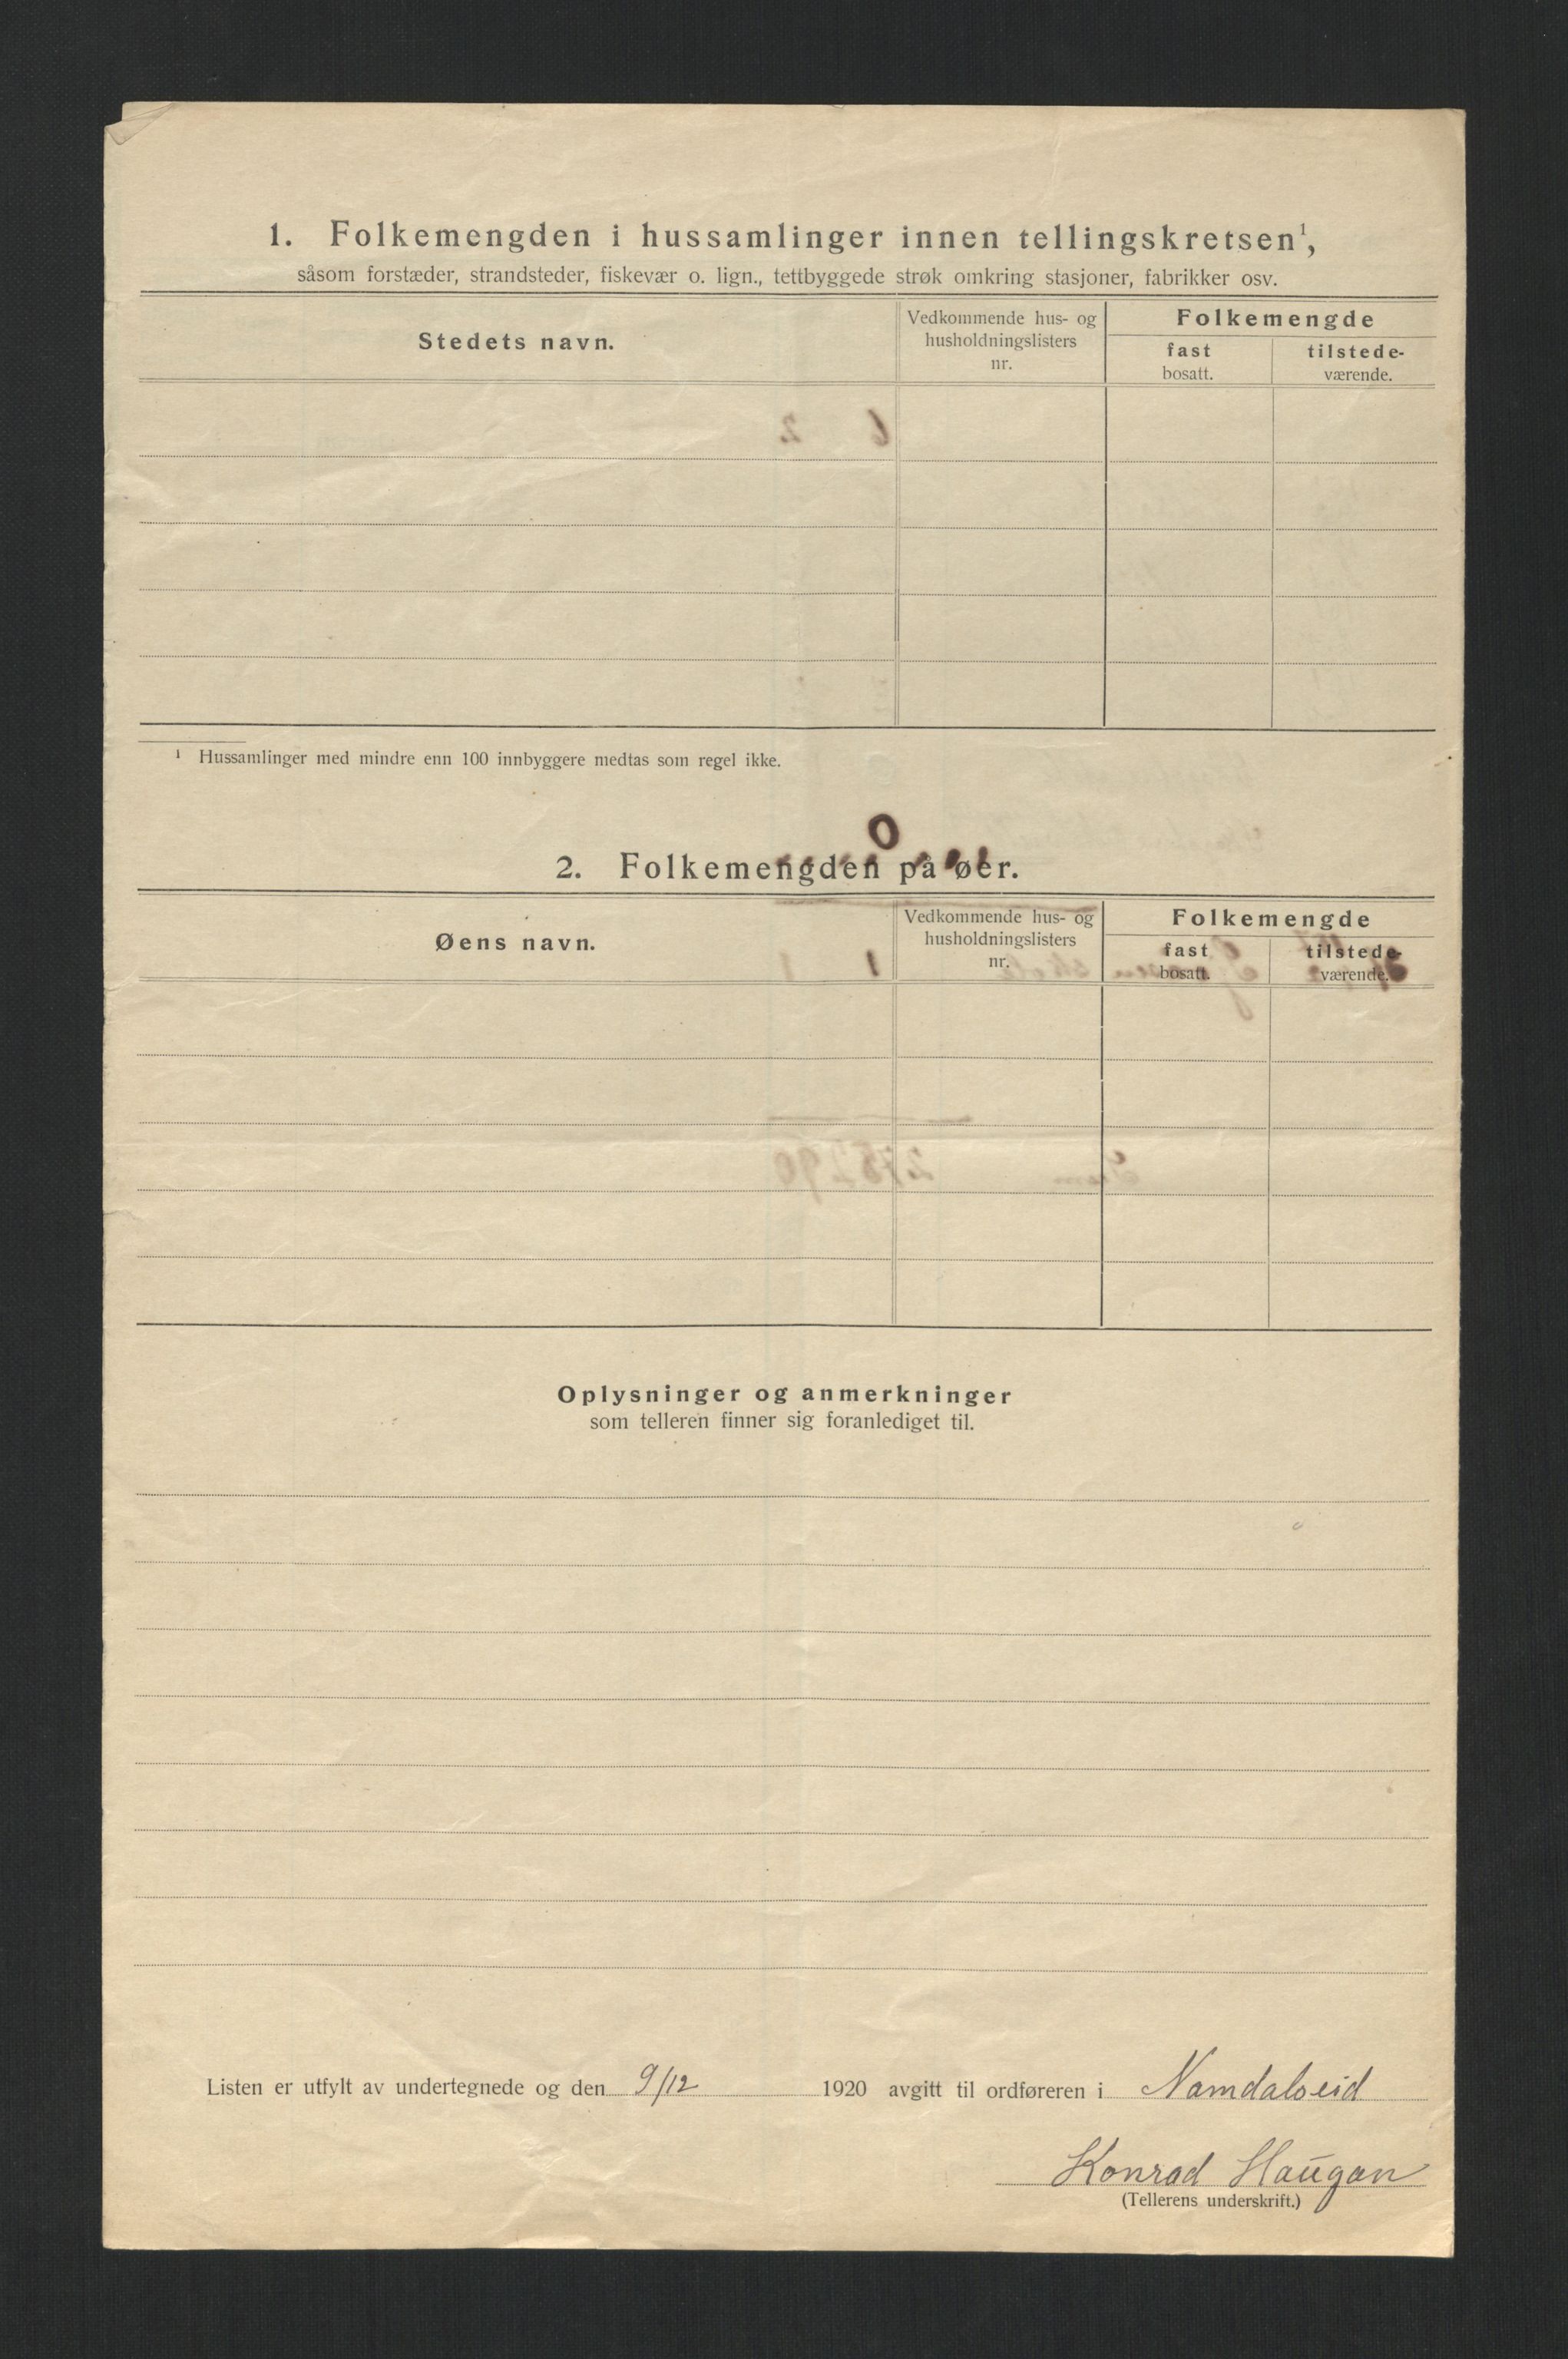 1. Folkemengden i hussamlinger innen tellingskretsen¹,
såsom forstæder, strandsteder, fiskevær o. lign., tettbyggede strøk omkring stasjoner, fabrikker osv.
Stedets navn.
Vedkommende hus- og
husholdningslisters
nr.
Folkemengde
fast
bosatt.
tilstede-
værende.
¹ Hussamlinger med mindre enn 100 innbyggere medtas som regel ikke.
2. Folkemengden på øer.
Øens navn.
Vedkommende hus- og
husholdningslisters
nr.
Folkemengde
fast
bosatt.
tilstede-
værende.
Oplysninger og anmerkninger
som telleren finner sig foranlediget til.
Listen er utfylt av undertegnede og den 9/12 1920 avgitt til ordføreren i Namdalseid
Konrad Haugan
(Tellerens underskrift.)